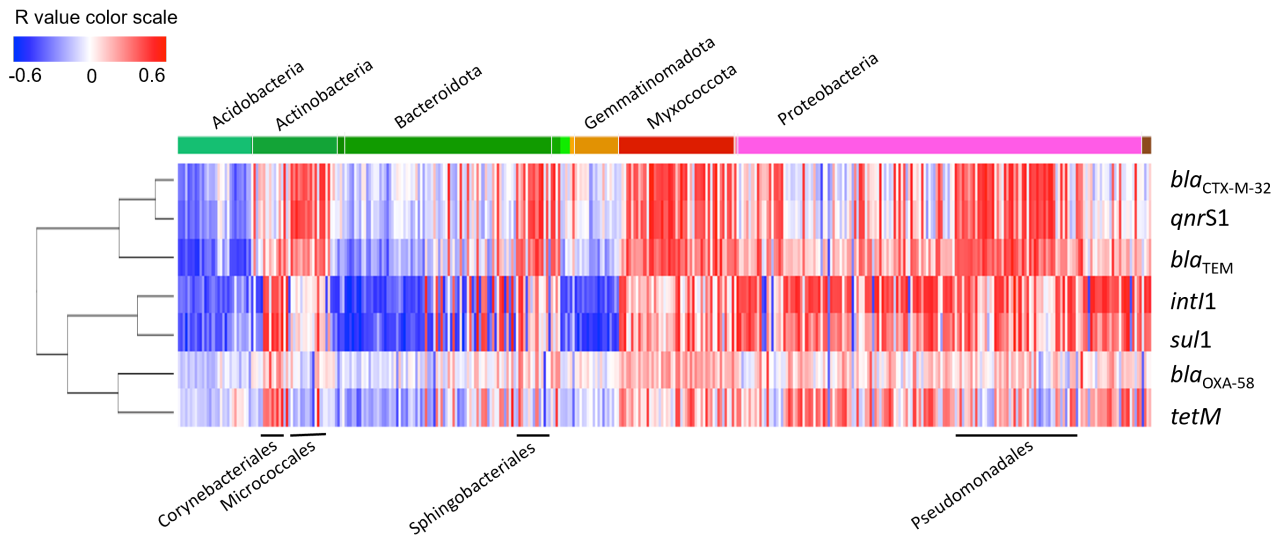 R value color scale
-0.6 0 0.6
Acidobacteria
Actinobacteria
Bacteroidota
Gemmatinomadota
Myxococcota
Proteobacteria
blaCTX-M-32
qnrS1
blaTEM
intI1
sul1
blaOXA-58
tetM
Corynebacteriales
Micrococcales
Sphingobacteriales
Pseudomonadales